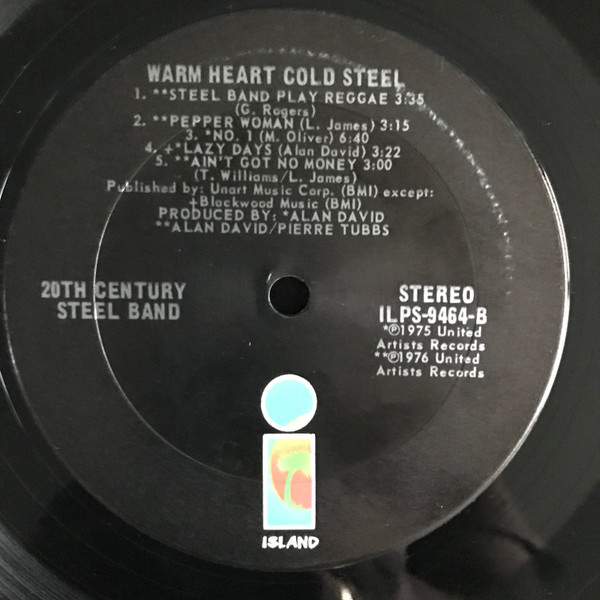 WARM HEART COLD STEEL
1. **STEEL BAND PLAY REGGAE 3:35
(G. Rogers)
2. **PEPPER WOMAN (L. James) 3:15
3. *NO. 1 (M. Oliver) 6:40
4. +*LAZY DAYS (Alan David) 3:22
5. **AIN'T GOT NO MONEY 3:00
(T. Williams/L. James)
Published by: Unart Music Corp. (BMI) except:
+Blackwood Music (BMI)
PRODUCED BY: *ALAN DAVID
**ALAN DAVID/PIERRE TUBBS
20TH CENTURY
STEEL BAND
STEREO
ILPS-9464-B
*℗1975 United
Artists Records
**℗1976 United
Artists Records
ISLAND